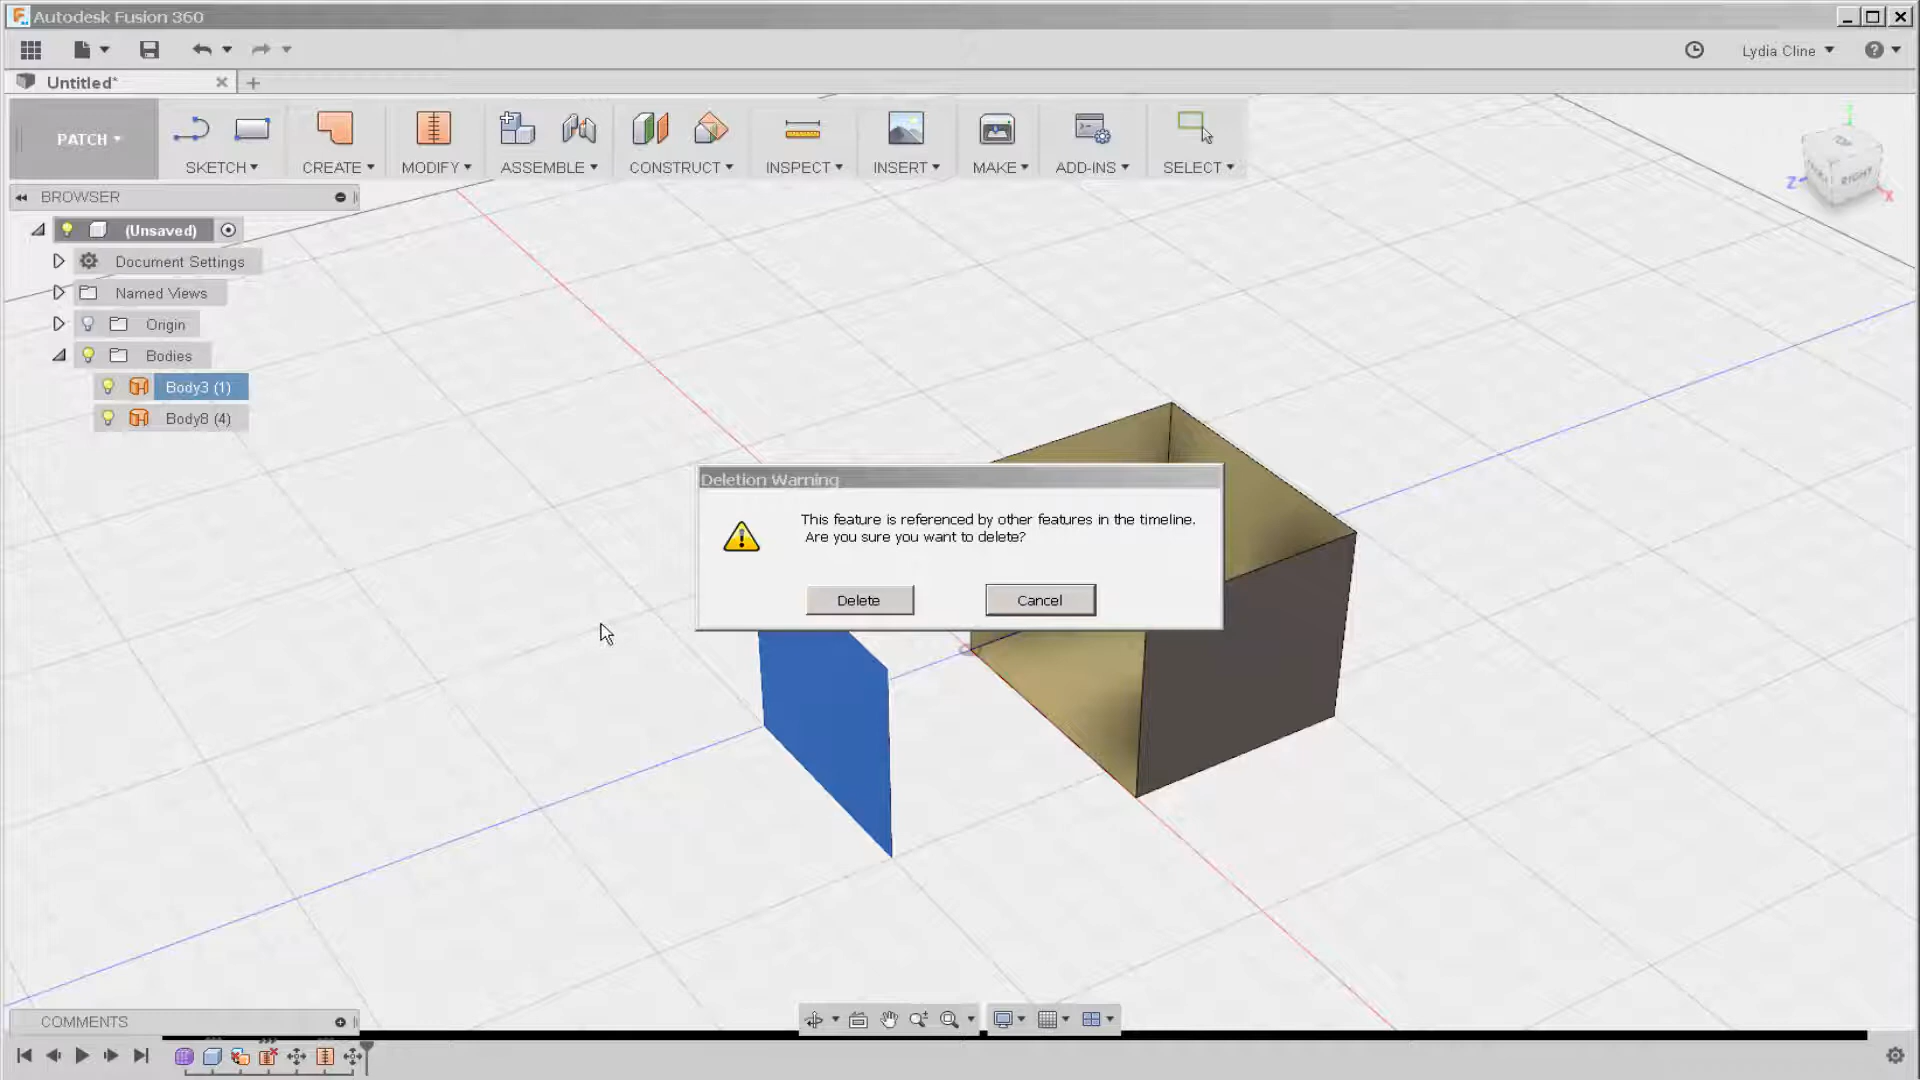 Autodesk Fusion 360
Lydia Cline
Untitled*
PATCH
SKETCH
CREATE
MODIFY
ASSEMBLE
CONSTRUCT
INSPECT
INSERT
MAKE
ADD-INS
SELECT
BROWSER
(Unsaved)
Document Settings
Named Views
Origin
Bodies
Body3 (1)
Body8 (4)
RIGHT
Z
X
Deletion Warning
This feature is referenced by other features in the timeline.
Are you sure you want to delete?
Delete
Cancel
COMMENTS